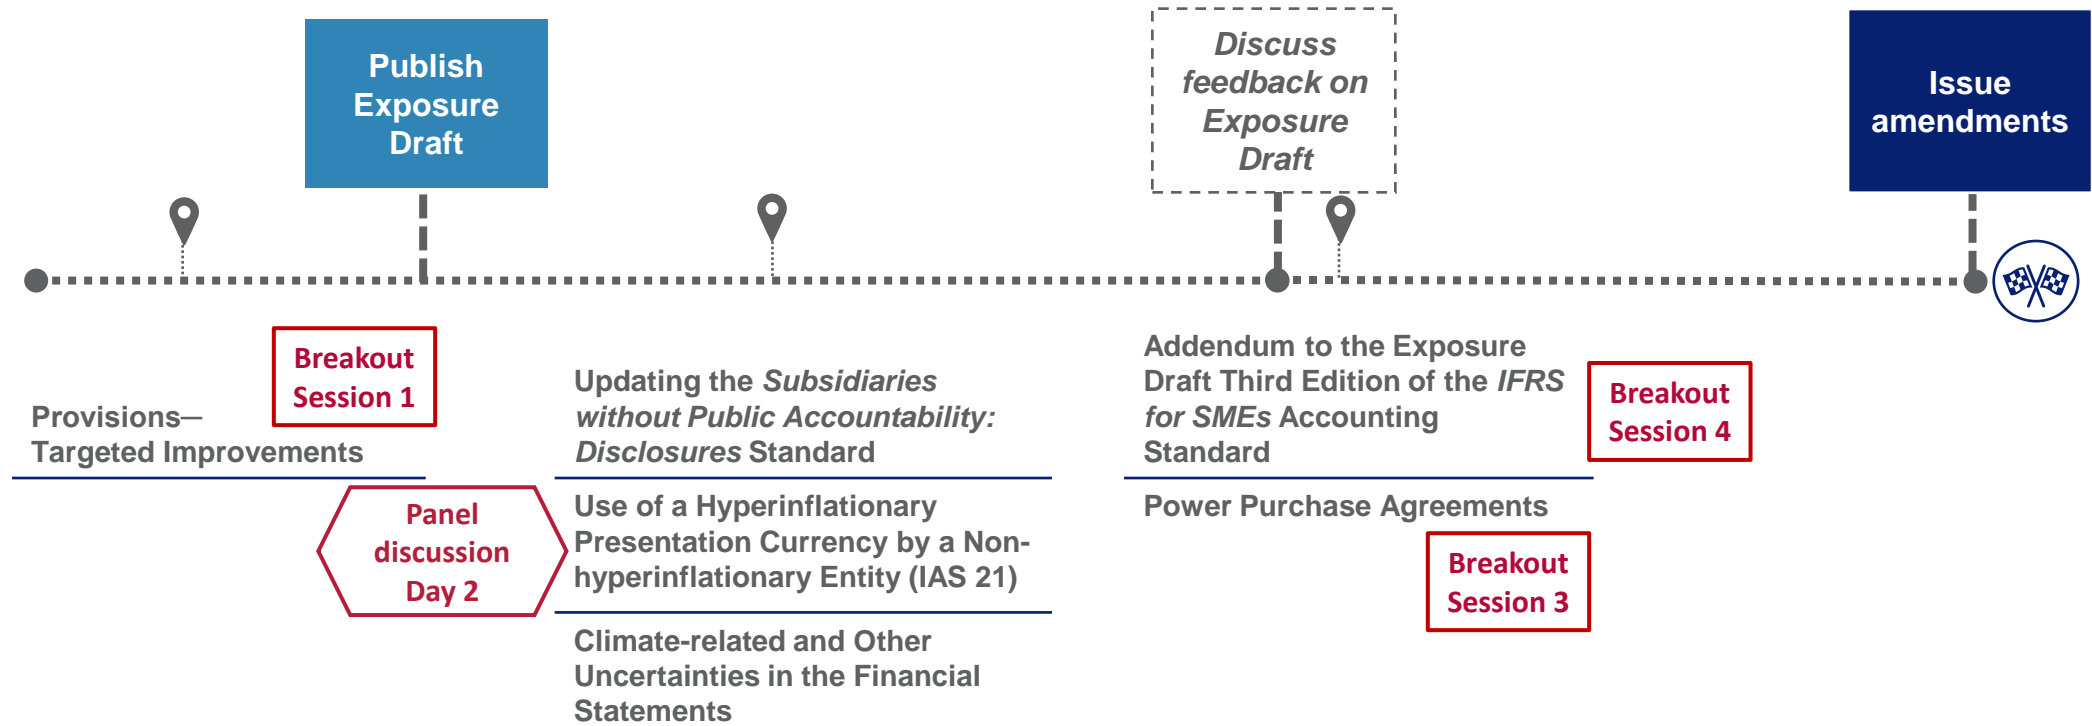 Publish
Exposure
Draft
Discuss
feedback on
Exposure
Draft
Issue
amendments
Breakout
Session 1
Provisions—
Targeted Improvements
Panel
discussion
Day 2
Updating the Subsidiaries
without Public Accountability:
Disclosures Standard
Use of a Hyperinflationary
Presentation Currency by a Non-
hyperinflationary Entity (IAS 21)
Climate-related and Other
Uncertainties in the Financial
Statements
Addendum to the Exposure
Draft Third Edition of the IFRS
for SMEs Accounting
Standard
Breakout
Session 4
Power Purchase Agreements
Breakout
Session 3